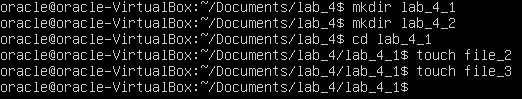 oracle@oracle-VirtualBox:~/Documents/lab_4$ mkdir lab_4_1
oracle@oracle-VirtualBox:~/Documents/lab_4$ mkdir lab_4_2
oracle@oracle-VirtualBox:~/Documents/lab_4$ cd lab_4_1
oracle@oracle-VirtualBox:~/Documents/lab_4/lab_4_1$ touch file_2
oracle@oracle-VirtualBox:~/Documents/lab_4/lab_4_1$ touch file_3
oracle@oracle-VirtualBox:~/Documents/lab_4/lab_4_1$